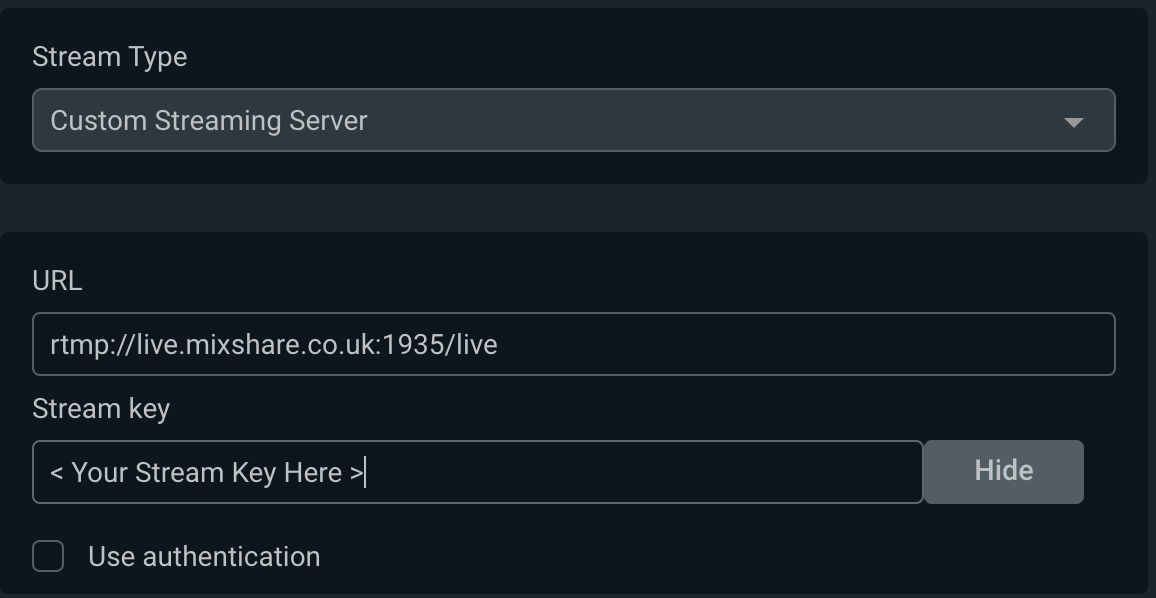 Stream Type
Custom Streaming Server
URL
rtmp://live.mixshare.co.uk:1935/live
Stream key
< Your Stream Key Here >
Hide
Use authentication